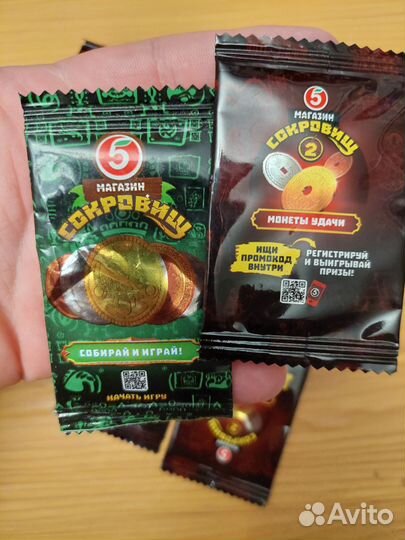 5
МАГАЗИН
СОКРОВИЩ
СОБИРАЙ И ИГРАЙ!
НАЧАТЬ ИГРУ
5
МАГАЗИН
СОКРОВИЩ
2
МОНЕТЫ УДАЧИ
ИЩИ
ПРОМОКОД
ВНУТРИ
РЕГИСТРИРУЙ
И ВЫИГРЫВАЙ
ПРИЗЫ!
Avito